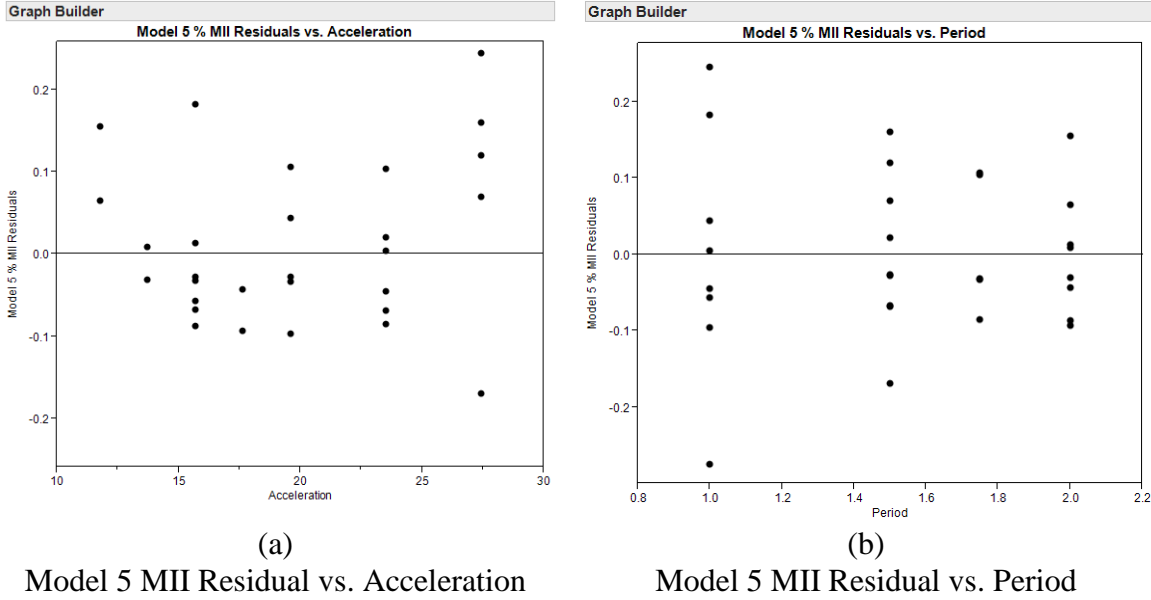 Graph Builder
Model 5 % MII Residuals vs. Acceleration
Model 5 % MII Residuals
0.2
0.1
0.0
-0.1
-0.2
10 15 20 25 30
Acceleration
(a)
Model 5 MII Residual vs. Acceleration
Graph Builder
Model 5 % MII Residuals vs. Period
Model 5 % MII Residuals
0.2
0.1
0.0
-0.1
-0.2
0.8 1.0 1.2 1.4 1.6 1.8 2.0 2.2
Period
(b)
Model 5 MII Residual vs. Period